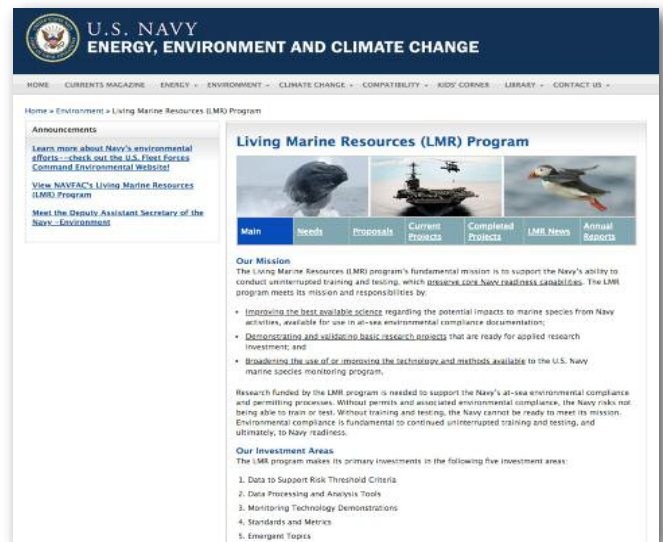 U.S. NAVY
ENERGY, ENVIRONMENT AND CLIMATE CHANGE
HOME CURRENTS MAGAZINE ENERGY ENVIRONMENT CLIMATE CHANGE COMPATIBILITY KIDS' CORNER LIBRARY CONTACT US
Home » Environment » Living Marine Resources (LMR) Program
Announcements
Learn more about Navy's environmental
efforts--check out the U.S. Fleet Forces
Command Environmental Website!
View NAVFAC's Living Marine Resources
(LMR) Program
Meet the Deputy Assistant Secretary of the
Navy -Environment
Living Marine Resources (LMR) Program
Main Needs Proposals Current Projects Completed Projects LMR News Annual Reports
Our Mission
The Living Marine Resources (LMR) program's fundamental mission is to support the Navy's ability to
conduct uninterrupted training and testing, which preserve core Navy readiness capabilities. The LMR
program meets its mission and responsibilities by:
• Improving the best available science regarding the potential impacts to marine species from Navy
activities, available for use in at-sea environmental compliance documentation;
• Demonstrating and validating basic research projects that are ready for applied research
investment; and
• Broadening the use of or improving the technology and methods available to the U.S. Navy
marine species monitoring program.
Research funded by the LMR program is needed to support the Navy's at-sea environmental compliance
and permitting processes. Without permits and associated environmental compliance, the Navy risks not
being able to train or test. Without training and testing, the Navy cannot be ready to meet its mission.
Environmental compliance is fundamental to continued uninterrupted training and testing, and
ultimately, to Navy readiness.
Our Investment Areas
The LMR program makes its primary investments in the following five investment areas:
1. Data to Support Risk Threshold Criteria
2. Data Processing and Analysis Tools
3. Monitoring Technology Demonstrations
4. Standards and Metrics
5. Emergent Topics